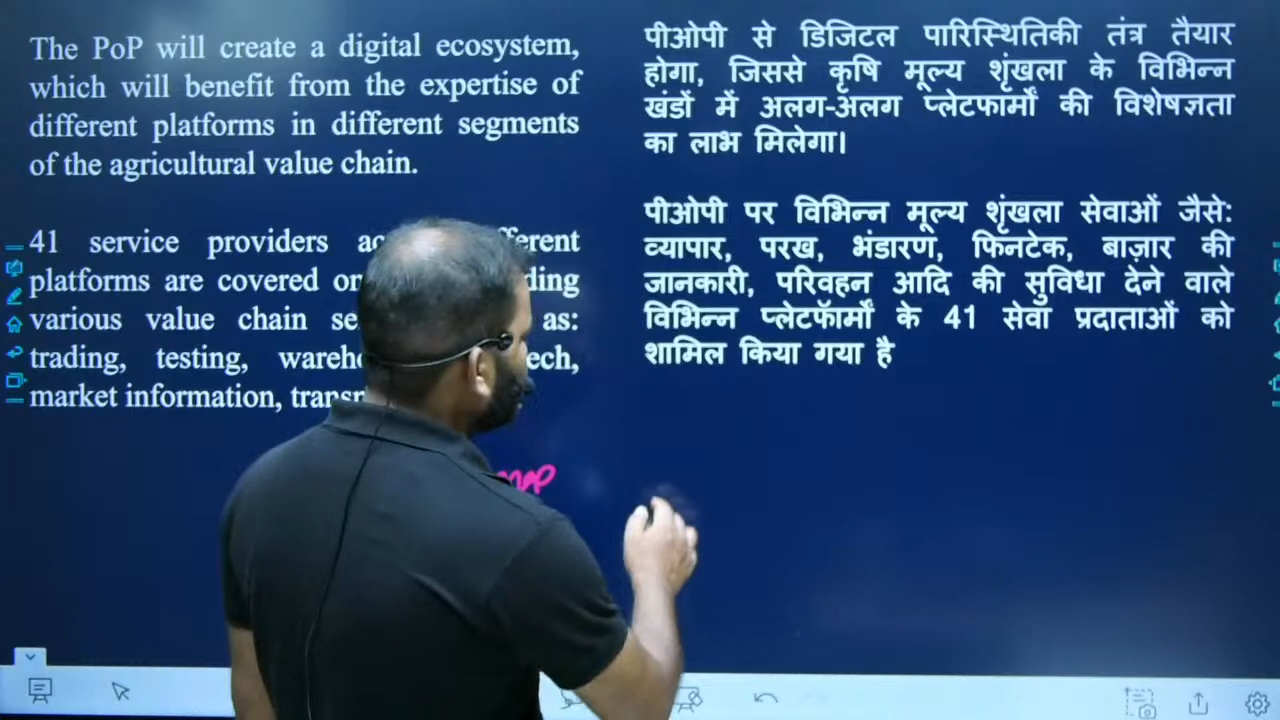 The PoP will create a digital ecosystem,
which will benefit from the expertise of
different platforms in different segments
of the agricultural value chain.
41 service providers
platforms are covered
various value chain as:
trading, testing,
market information,
पीओपी से डिजिटल पारिस्थितिकी तंत्र तैयार
होगा, जिससे कृषि मूल्य शृंखला के विभिन्न
खंडों में अलग-अलग प्लेटफार्मों की विशेषज्ञता
का लाभ मिलेगा।
पीओपी पर विभिन्न मूल्य शृंखला सेवाओं जैसे:
व्यापार, परख, भंडारण, फिनटेक, बाज़ार की
जानकारी, परिवहन आदि की सुविधा देने वाले
विभिन्न प्लेटफॅार्मों के 41 सेवा प्रदाताओं को
शामिल किया गया है